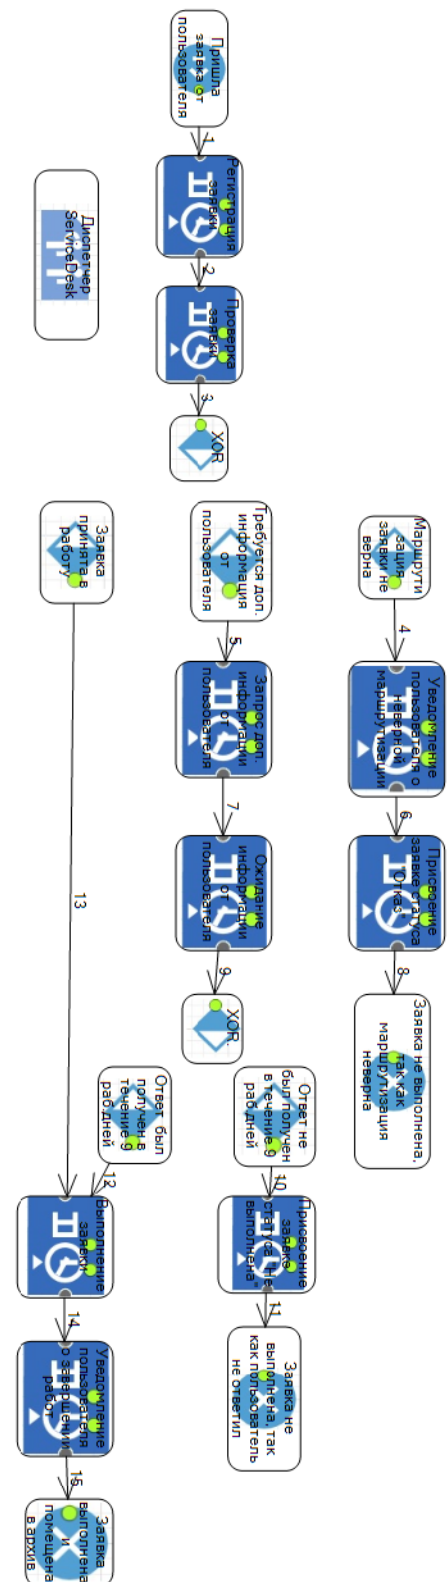 Пришла
заявка от
пользователя
1
Регистрация
заявки
2
Проверка
заявки
3
XOR
Диспетчер
ServiceDesk
Маршрути
зация
заявки не
верна
4
Уведомление
пользователя о
неверной
маршрутизации
6
Присвоение
заявке статуса
"Отказ"
8
Заявка не выполнена,
так как
маршрутизация
неверна
Требуется доп.
информация
от
пользователя
5
Запрос доп.
информации
от
пользователя
7
Ожидание
информации
от
пользователя
9
XOR.
Ответ не
был получен
в течение 9
раб дней
10
Присвоение
заявке
статуса "Не
выполнена"
11
Заявка не
выполнена, так
как пользователь
не ответил
Ответ был
получен в
течение 9
раб дней
12
Заявка
принята в
работу
13
Выполнение
заявки
14
Уведомление
пользователя
о завершении
работ
15
Заявка
выполнена
и
помещена
в архив